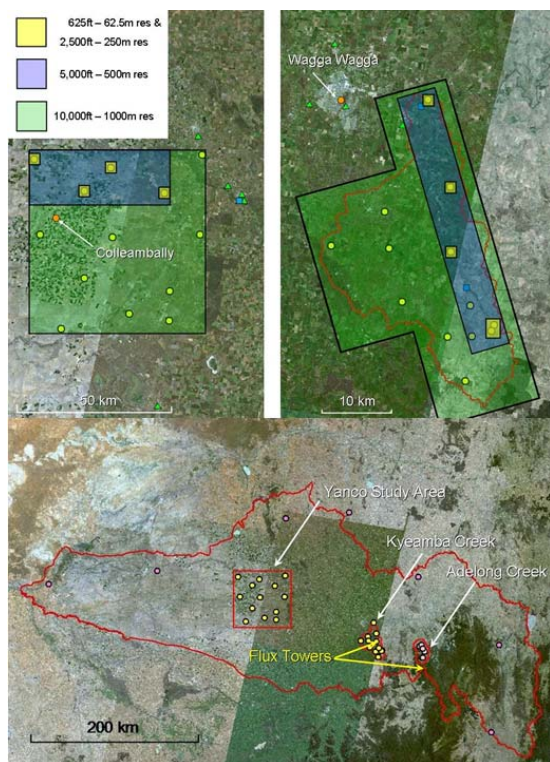 625ft – 62.5m res &
2,500ft – 250m res
5,000ft – 500m res
10,000ft – 1000m res
Wagga Wagga
Colleambally
50 km
10 km
Yanco Study Area
Kyeamba Creek
Adelong Creek
Flux Towers
200 km